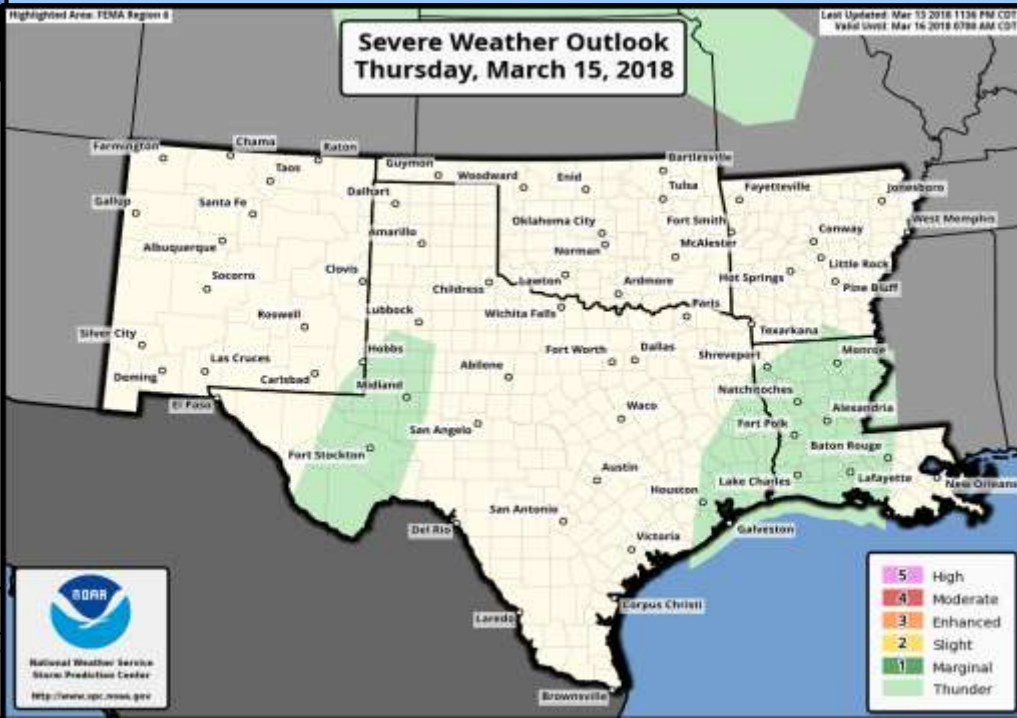 Highlighted Area: FEMA Region 6
Last Updated: Mar 13 2018 1136 PM CDT
Valid Until: Mar 16 2018 0700 AM CDT
Severe Weather Outlook
Thursday, March 15, 2018
Farmington
Chama
Raton
Taos
Guymon
Woodward
Enid
Bartlesville
Gallup
Santa Fe
Dalhart
Tulsa
Fayetteville
Jonesboro
Albuquerque
Amarillo
Oklahoma City
Norman
Fort Smith
McAlester
Conway
West Memphis
Socorro
Clovis
Childress
Lawton
Ardmore
Hot Springs
Little Rock
Pine Bluff
Roswell
Lubbock
Wichita Falls
Paris
Texarkana
Silver City
Las Cruces
Hobbs
Abilene
Fort Worth
Dallas
Shreveport
Monroe
Deming
Carlsbad
Midland
Natchitoches
El Paso
San Angelo
Waco
Fort Polk
Alexandria
Fort Stockton
Austin
Baton Rouge
Houston
Lake Charles
Lafayette
New Orleans
Del Rio
San Antonio
Galveston
Victoria
Laredo
Corpus Christi
Brownsville
NOAA
National Weather Service
Storm Prediction Center
http://www.spc.noaa.gov
5 High
4 Moderate
3 Enhanced
2 Slight
1 Marginal
Thunder